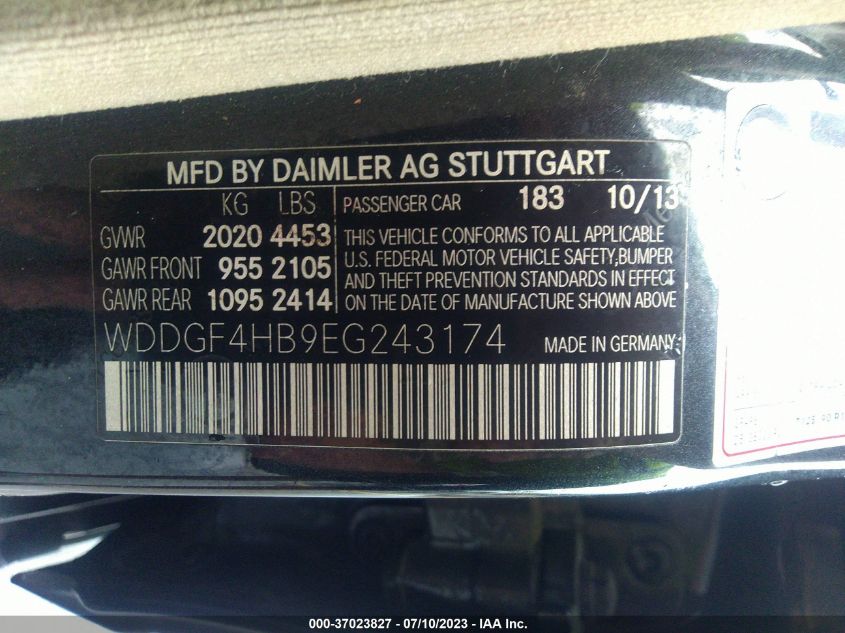 MFD BY DAIMLER AG STUTTGART
KG LBS
PASSENGER CAR 183 10/13
GVWR 2020 4453
GAWR FRONT 955 2105
GAWR REAR 1095 2414
THIS VEHICLE CONFORMS TO ALL APPLICABLE
U.S. FEDERAL MOTOR VEHICLE SAFETY,BUMPER
AND THEFT PREVENTION STANDARDS IN EFFECT
ON THE DATE OF MANUFACTURE SHOWN ABOVE
WDDGF4HB9EG243174
MADE IN GERMANY
000-37023827 - 07/10/2023 - IAA Inc.